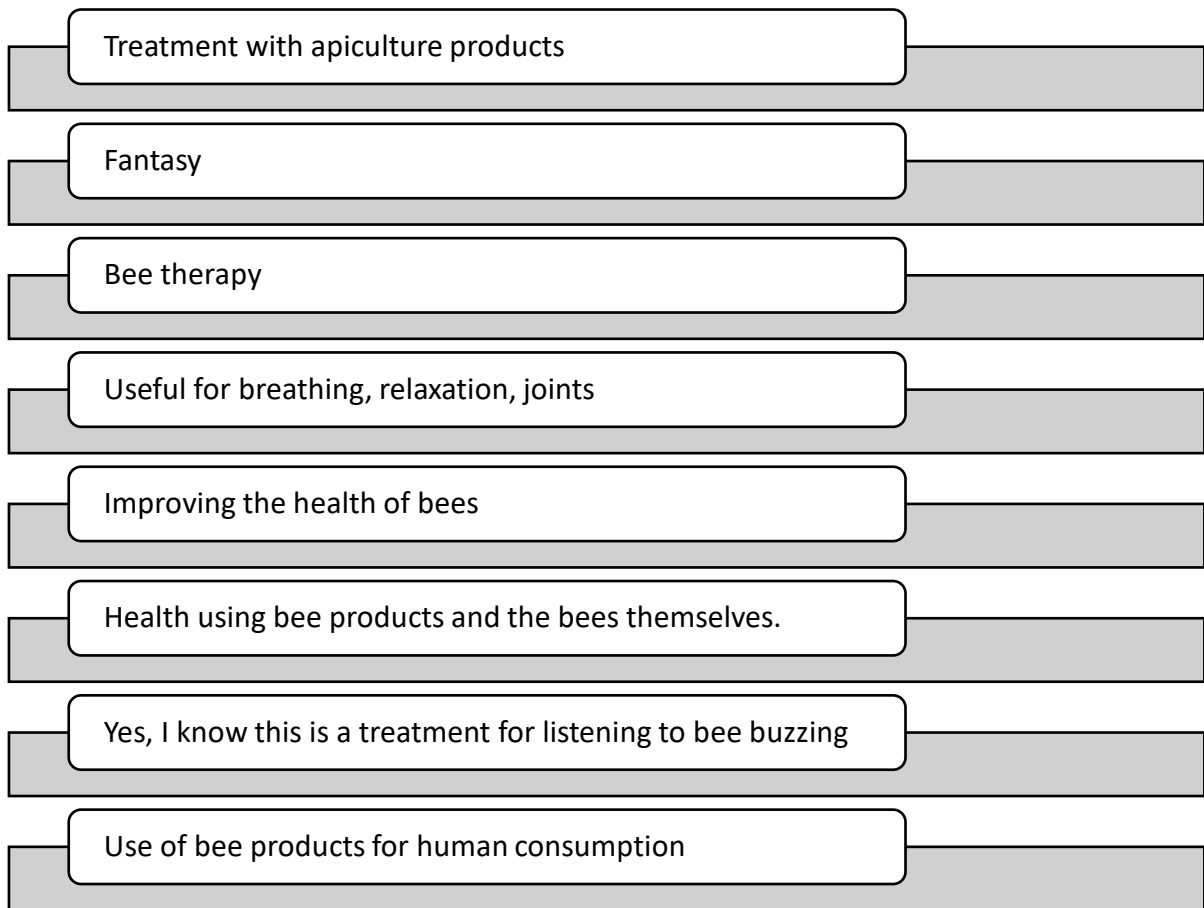 Treatment with apiculture products
Fantasy
Bee therapy
Useful for breathing, relaxation, joints
Improving the health of bees
Health using bee products and the bees themselves.
Yes, I know this is a treatment for listening to bee buzzing
Use of bee products for human consumption